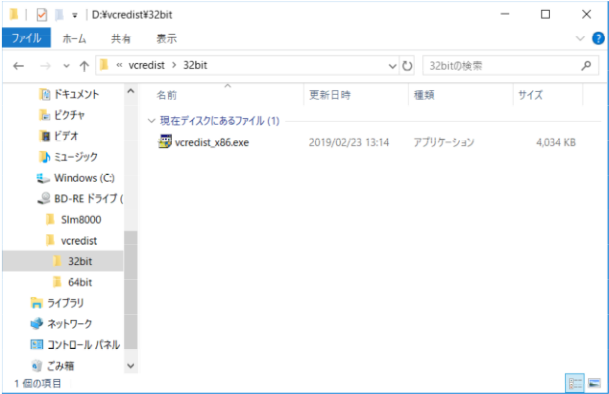 D:¥vcredist¥32bit
ファイル ホーム 共有 表示
« vcredist > 32bit 32bitの検索
名前 更新日時 種類 サイズ
現在ディスクにあるファイル (1)
vcredist_x86.exe 2019/02/23 13:14 アプリケーション 4,034 KB
ドキュメント
ピクチャ
ビデオ
ミュージック
Windows (C:)
BD-RE ドライブ (
SIm8000
vcredist
32bit
64bit
ライブラリ
ネットワーク
コントロール パネル
ごみ箱
1 個の項目